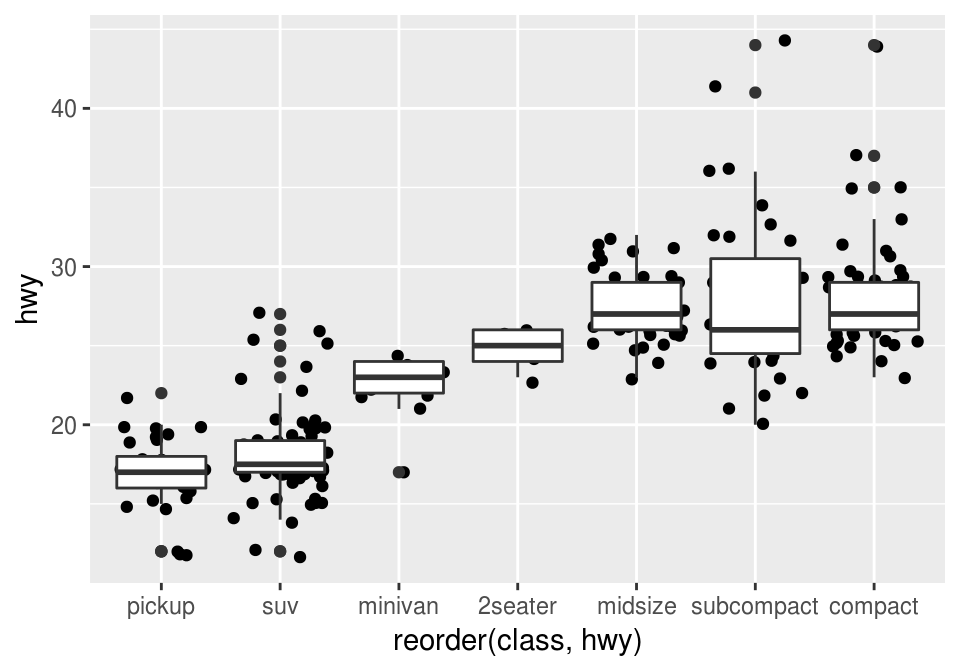 40
30
20
hwy
pickup suv minivan 2seater midsize subcompact compact
reorder(class, hwy)